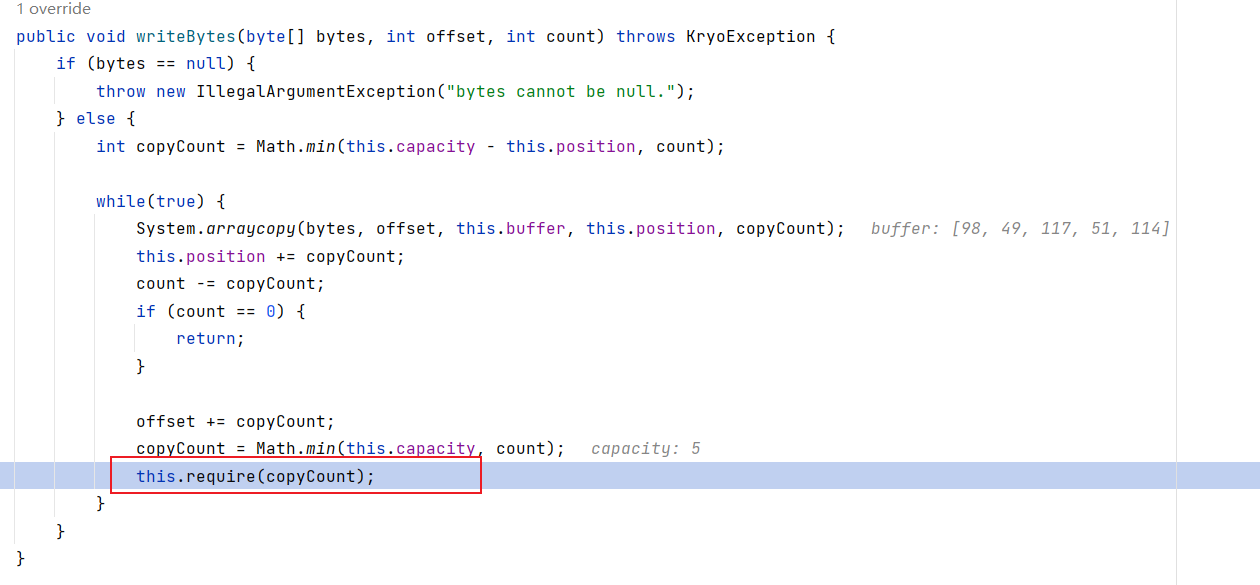 1 override
public void writeBytes(byte[] bytes, int offset, int count) throws KryoException {
if (bytes == null) {
throw new IllegalArgumentException("bytes cannot be null.");
} else {
int copyCount = Math.min(this.capacity - this.position, count);
while(true) {
System.arraycopy(bytes, offset, this.buffer, this.position, copyCount); buffer: [98, 49, 117, 51, 114]
this.position += copyCount;
count -= copyCount;
if (count == 0) {
return;
}
offset += copyCount;
copyCount = Math.min(this.capacity, count); capacity: 5
this.require(copyCount);
}
}
}